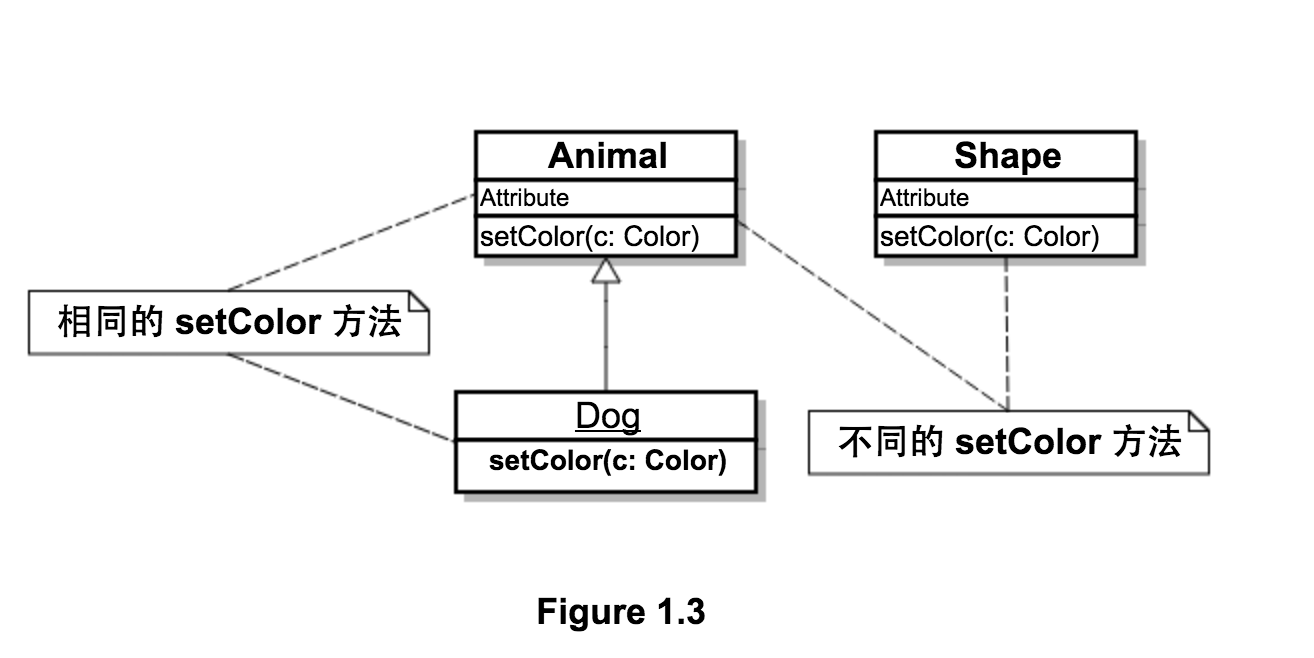 Animal
Attribute
setColor(c: Color)
Shape
Attribute
setColor(c: Color)
相同的 setColor 方法
Dog
setColor(c: Color)
不同的 setColor 方法
Figure 1.3